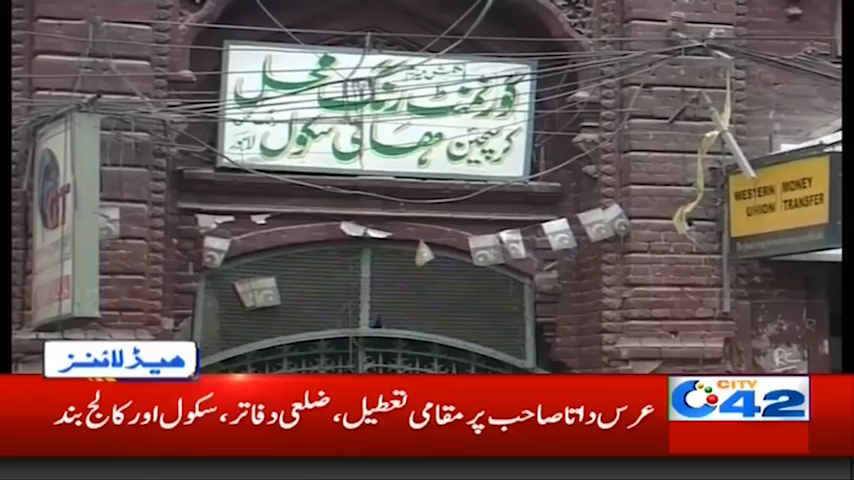 گورنمنٹ رنگ محل
کرسچین ہائی سکول
لاہور
WESTERN UNION
MONEY TRANSFER
ہیڈلائنز
عرس داتا صاحب پر مقامی تعطیل، ضلعی دفاتر، سکول اور کالج بند
CITY 42